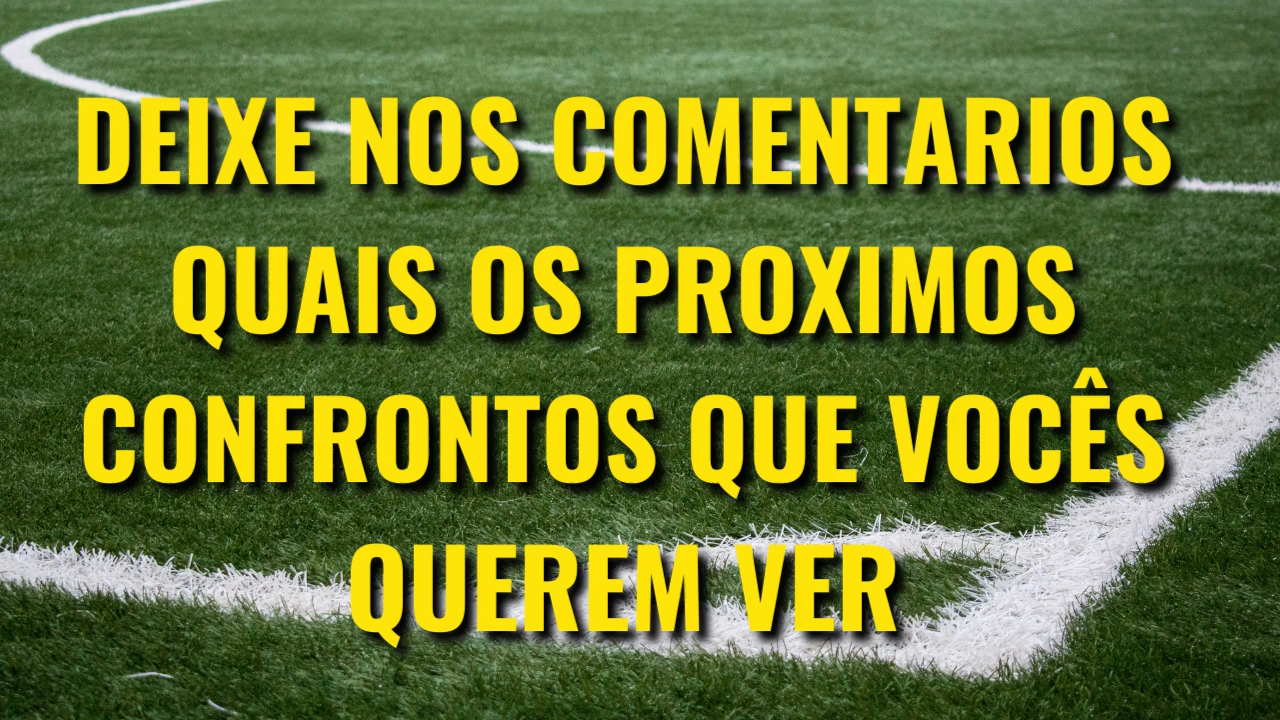 DEIXE NOS COMENTARIOS
QUAIS OS PROXIMOS
CONFRONTOS QUE VOCÊS
QUEREM VER